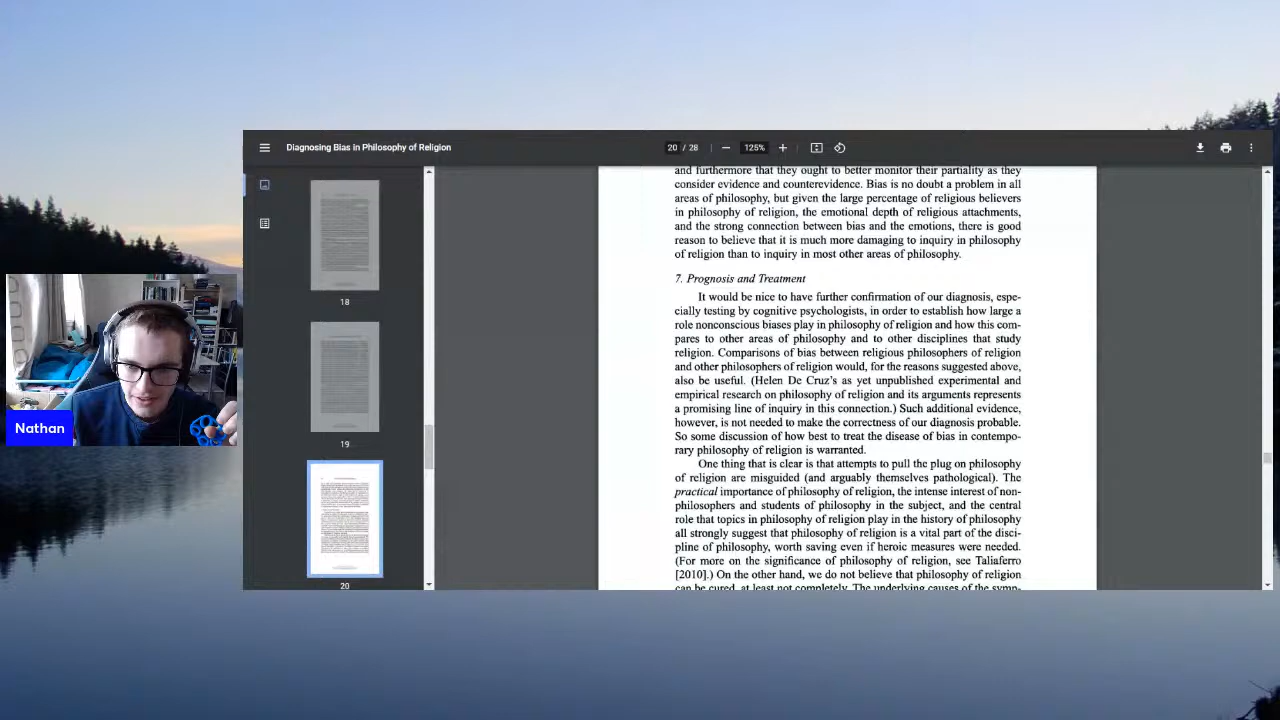 Diagnosing Bias in Philosophy of Religion
20 / 28
125%
18
19
20
Nathan
and furthermore that they ought to better monitor their partiality as they
consider evidence and counterevidence. Bias is no doubt a problem in all
areas of philosophy, but given the large percentage of religious believers
in philosophy of religion, the emotional depth of religious attachments,
and the strong connection between bias and the emotions, there is good
reason to believe that it is much more damaging to inquiry in philosophy
of religion than to inquiry in most other areas of philosophy.
7. Prognosis and Treatment
It would be nice to have further confirmation of our diagnosis, espe-
cially testing by cognitive psychologists, in order to establish how large a
role nonconscious biases play in philosophy of religion and how this com-
pares to other areas of philosophy and to other disciplines that study
religion. Comparisons of bias between religious philosophers of religion
and other philosophers of religion would, for the reasons suggested above,
also be useful. (Helen De Cruz's as yet unpublished experimental and
empirical research on philosophy of religion and its arguments represents
a promising line of inquiry in this connection.) Such additional evidence,
however, is not needed to make the correctness of our diagnosis probable.
So some discussion of how best to treat the disease of bias in contempo-
rary philosophy of religion is warranted.
One thing that is clear is that attempts to pull the plug on philosophy
of religion are misguided (and arguably themselves pathological). The
practical importance of philosophy of religion, the intense interest of non-
philosophers and students of philosophy in the subject, and the central
role that topics in philosophy of religion play in the history of philosophy
all strongly suggest that philosophy of religion is a vital part of the disci-
pline of philosophy, worth saving even if heroic measures were needed.
(For more on the significance of philosophy of religion, see Taliaferro
[2010].) On the other hand, we do not believe that philosophy of religion
can be cured, at least not completely. The underlying causes of the symp-